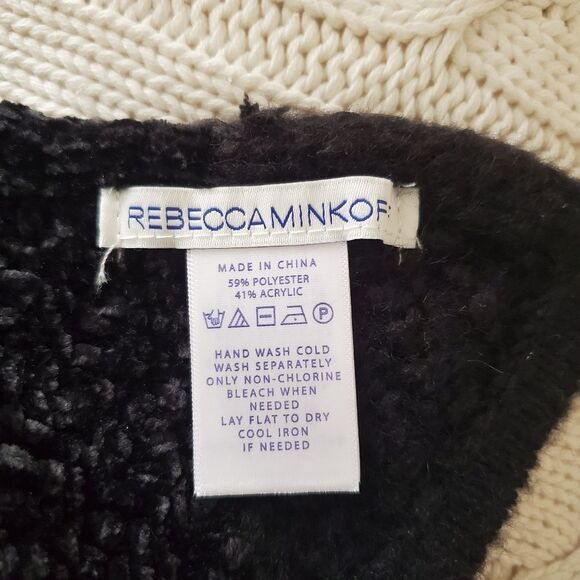 REBECCAMINKOF
MADE IN CHINA
59% POLYESTER
41% ACRYLIC
P
HAND WASH COLD
WASH SEPARATELY
ONLY NON-CHLORINE
BLEACH WHEN
NEEDED
LAY FLAT TO DRY
COOL IRON
IF NEEDED